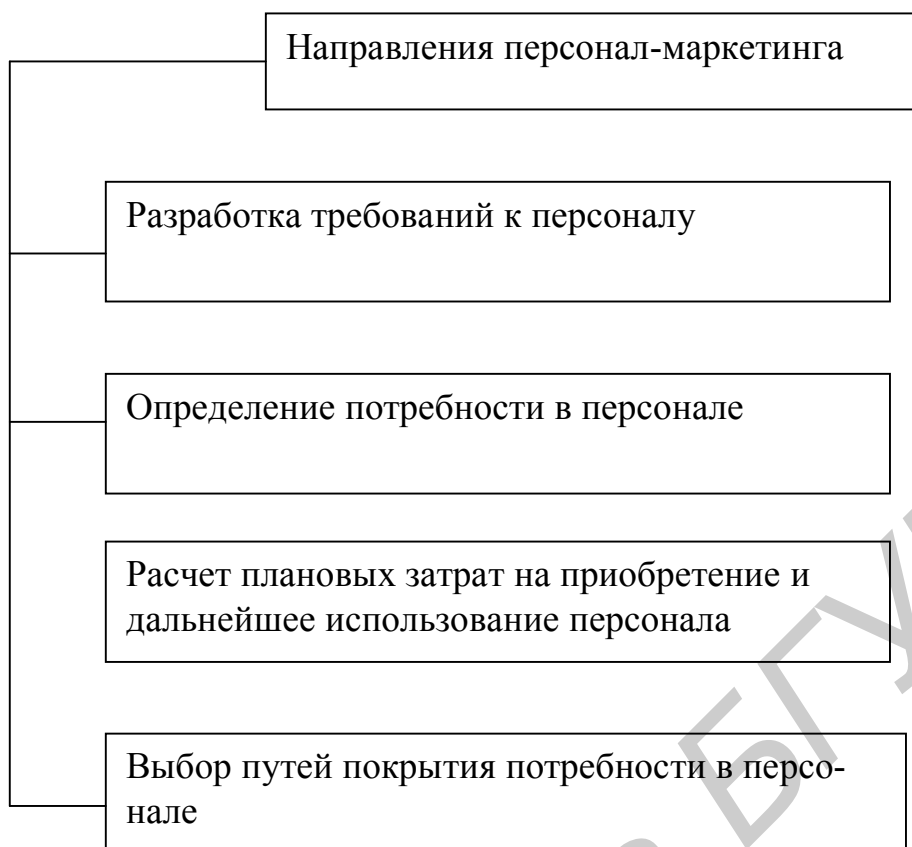 Направления персонал-маркетинга
Разработка требований к персоналу
Определение потребности в персонале
Расчет плановых затрат на приобретение и
дальнейшее использование персонала
Выбор путей покрытия потребности в персо-
нале